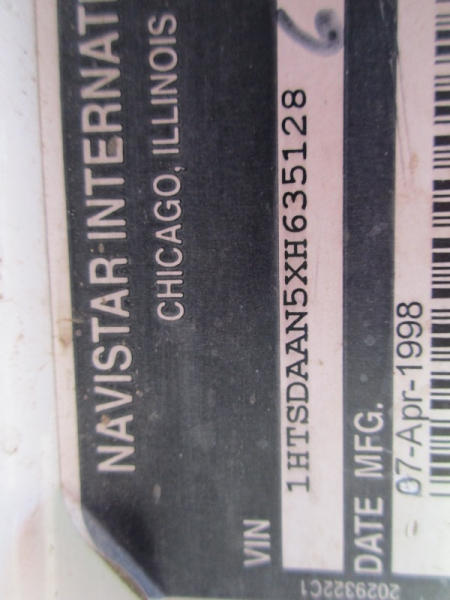 NAVISTAR INTERNATI
CHICAGO, ILLINOIS
VIN 1HTSDAAN5XH635128
DATE MFG.
07-Apr-1998
2029322C1